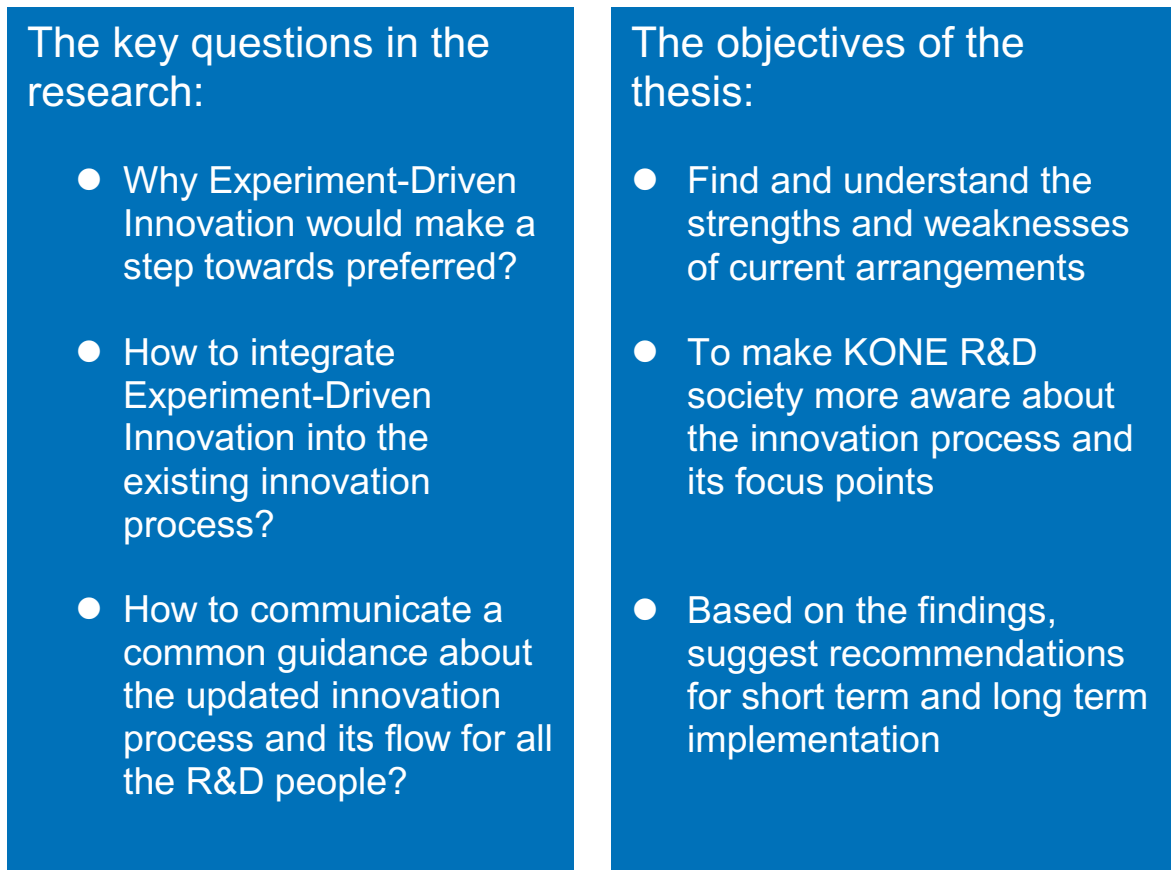 The key questions in the
research:
● Why Experiment-Driven
Innovation would make a
step towards preferred?
● How to integrate
Experiment-Driven
Innovation into the
existing innovation
process?
● How to communicate a
common guidance about
the updated innovation
process and its flow for all
the R&D people?
The objectives of the
thesis:
● Find and understand the
strengths and weaknesses
of current arrangements
● To make KONE R&D
society more aware about
the innovation process and
its focus points
● Based on the findings,
suggest recommendations
for short term and long term
implementation